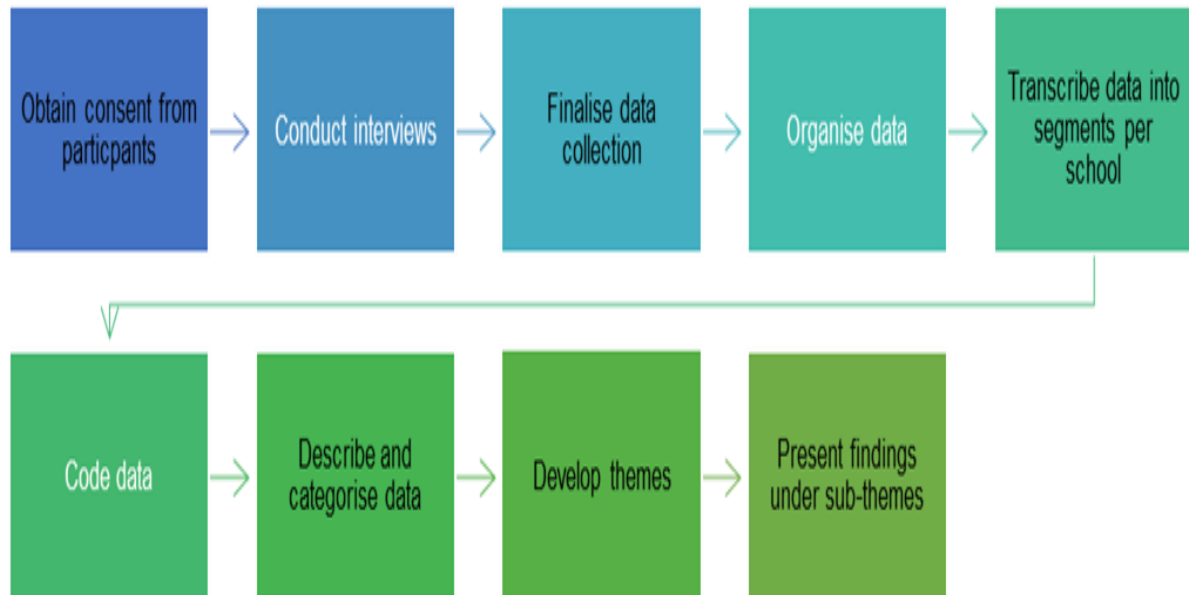 Obtain consent from
particpants
Conduct interviews
Finalise data
collection
Organise data
Transcribe data into
segments per
school
Code data
Describe and
categorise data
Develop themes
Present findings
under sub-themes